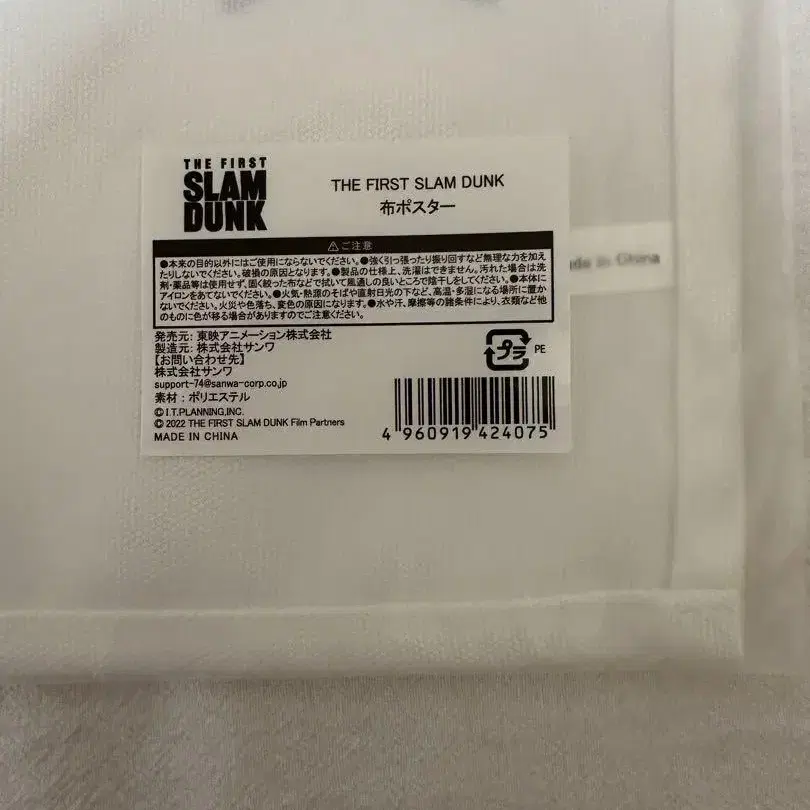 THE FIRST
SLAM
DUNK
THE FIRST SLAM DUNK
布ポスター
⚠ご注意
●本来の目的以外にはご使用にならないでください。●強く引っ張ったり振り回すなど無理な力を加え
たりしないでください。破損の原因となります。●製品の仕様上、洗濯はできません。汚れた場合は洗
剤・薬品等は使用せず、固く絞った布などで拭いて風通しの良いところで陰干しをしてください。●本体に
アイロンをあてないでください。●火気・熱源のそばや直射日光の下など、高温・多湿になる場所に置か
ないでください。火災や色落ち、変色の原因になります。●水や汗、摩擦等の諸条件により、衣類など他
のものに色が移る場合がありますのでご注意ください。
発売元：東映アニメーション株式会社
製造元：株式会社サンワ
【お問い合わせ先】
株式会社サンワ
support-74@sanwa-corp.co.jp
素材：ポリエステル
©I.T.PLANNING,INC.
© 2022 THE FIRST SLAM DUNK Film Partners
MADE IN CHINA
プラ
PE
4 960919 424075
in China